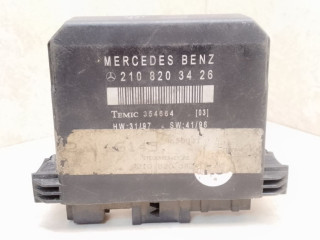 MERCEDES BENZ
210 820 34 26
TEMIC 354664 [03]
HW:31/97 - SW:41/96